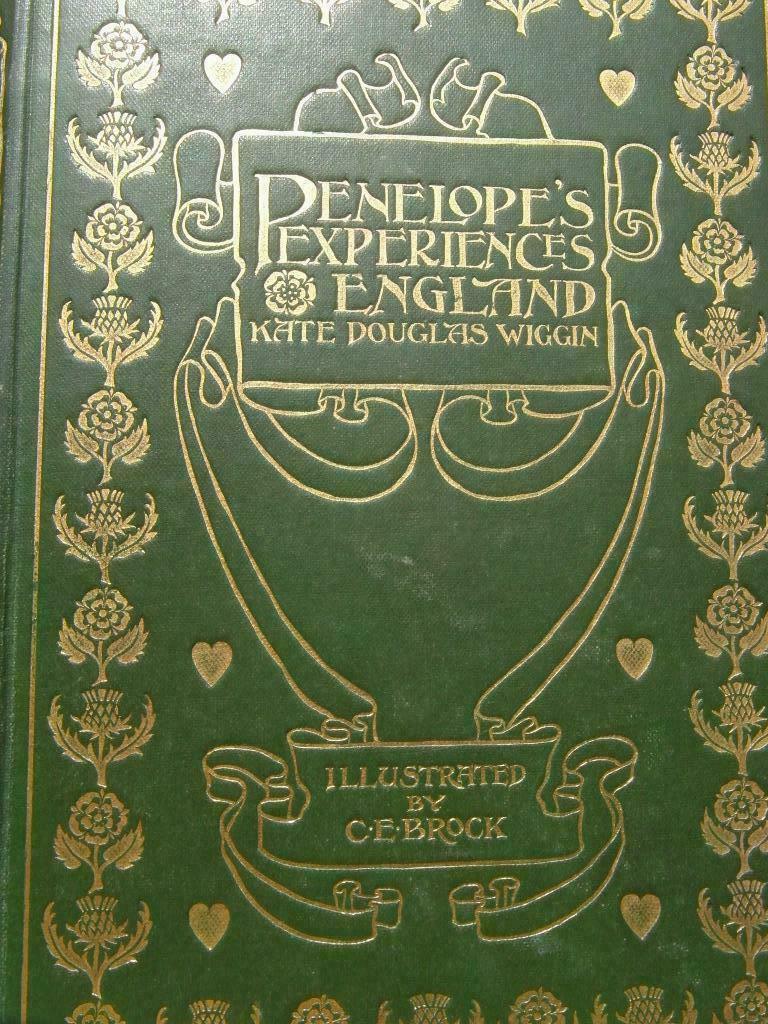 PENELOPE'S
EXPERIENCES
ENGLAND
KATE DOUGLAS WIGGIN
ILLUSTRATED
BY
C·E·BROCK